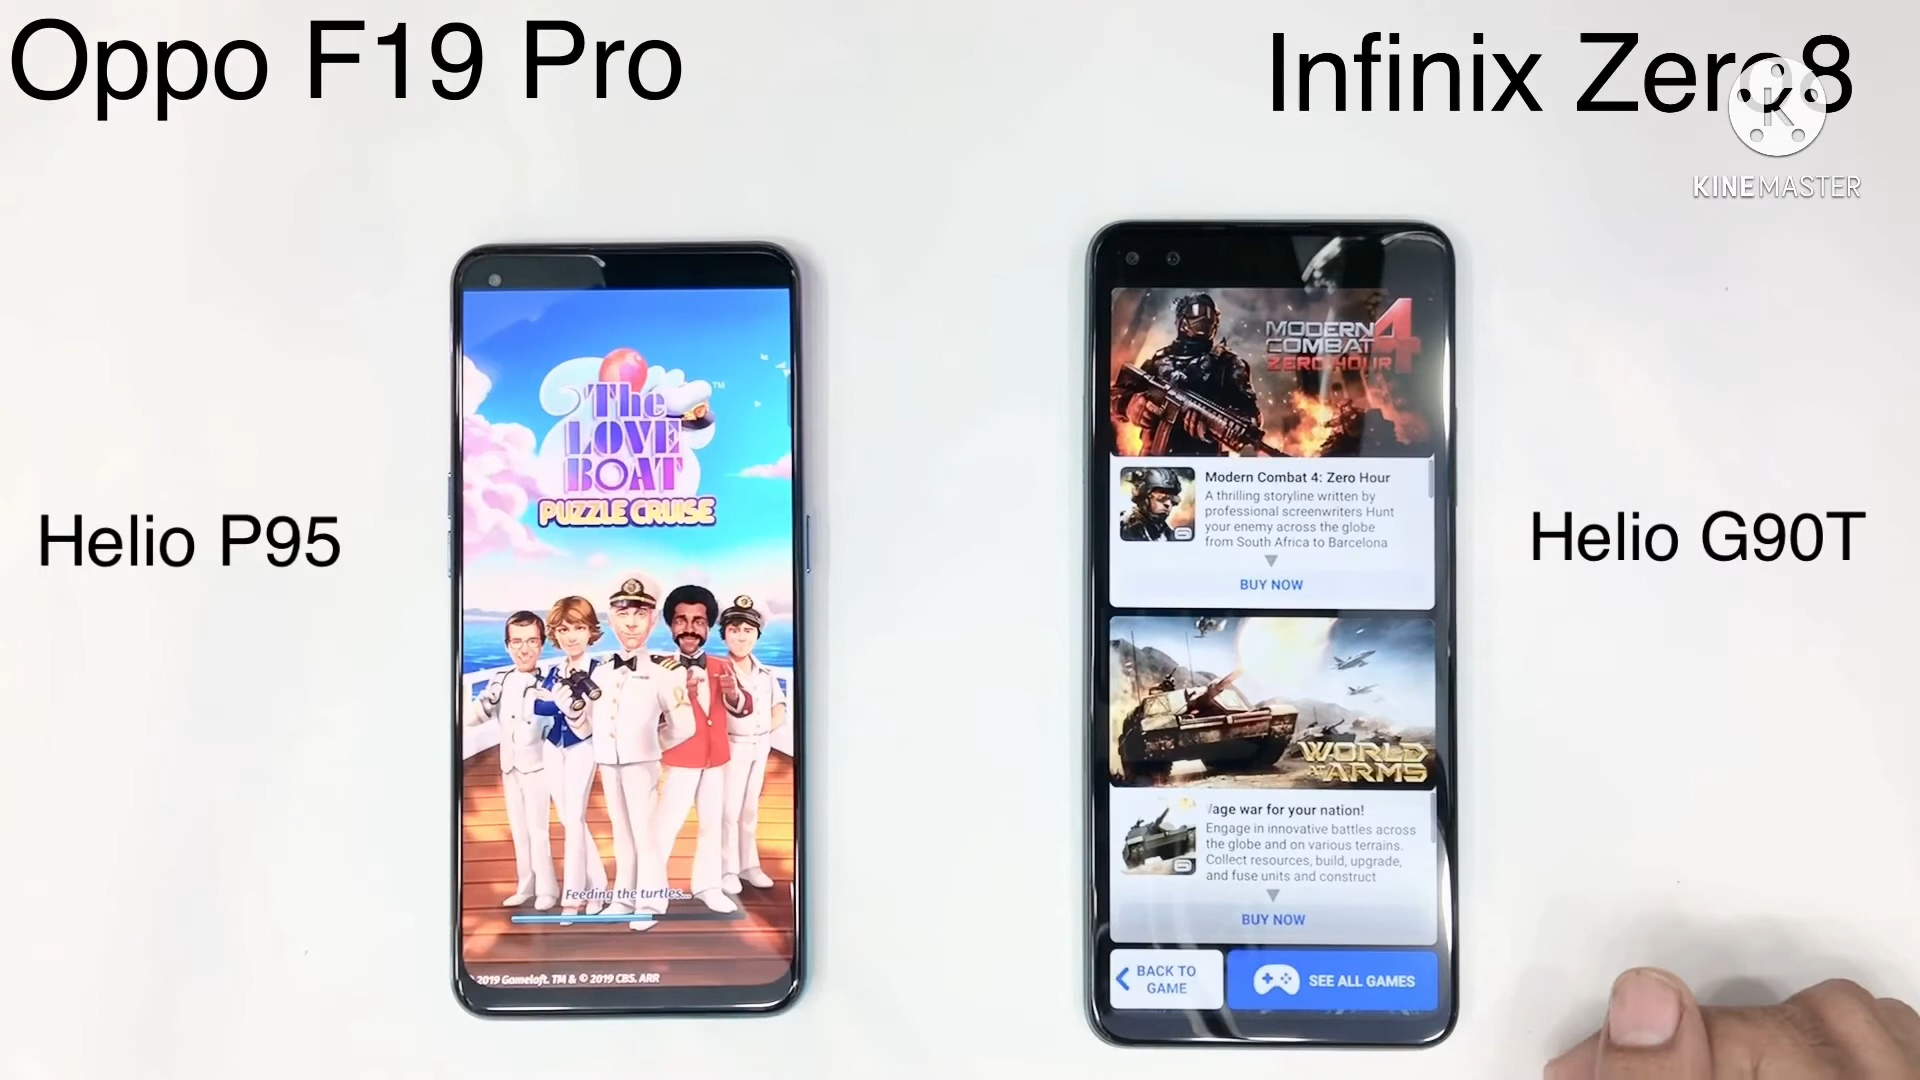 Oppo F19 Pro
Infinix Zero8
K
KINEMASTER
Helio P95
Helio G90T
The
LOVE
BOAT
TM
PUZZLE CRUISE
Feeding the turtles...
2019 Gameloft. TM & © 2019 CBS. ARR
MODERN
COMBAT 4
ZERO HOUR
Modern Combat 4: Zero Hour
A thrilling storyline written by
professional screenwriters Hunt
your enemy across the globe
from South Africa to Barcelona
BUY NOW
WORLD
AT ARMS
age war for your nation!
Engage in innovative battles across
the globe and on various terrains.
Collect resources, build, upgrade,
and fuse units and construct
BUY NOW
BACK TO
GAME
SEE ALL GAMES